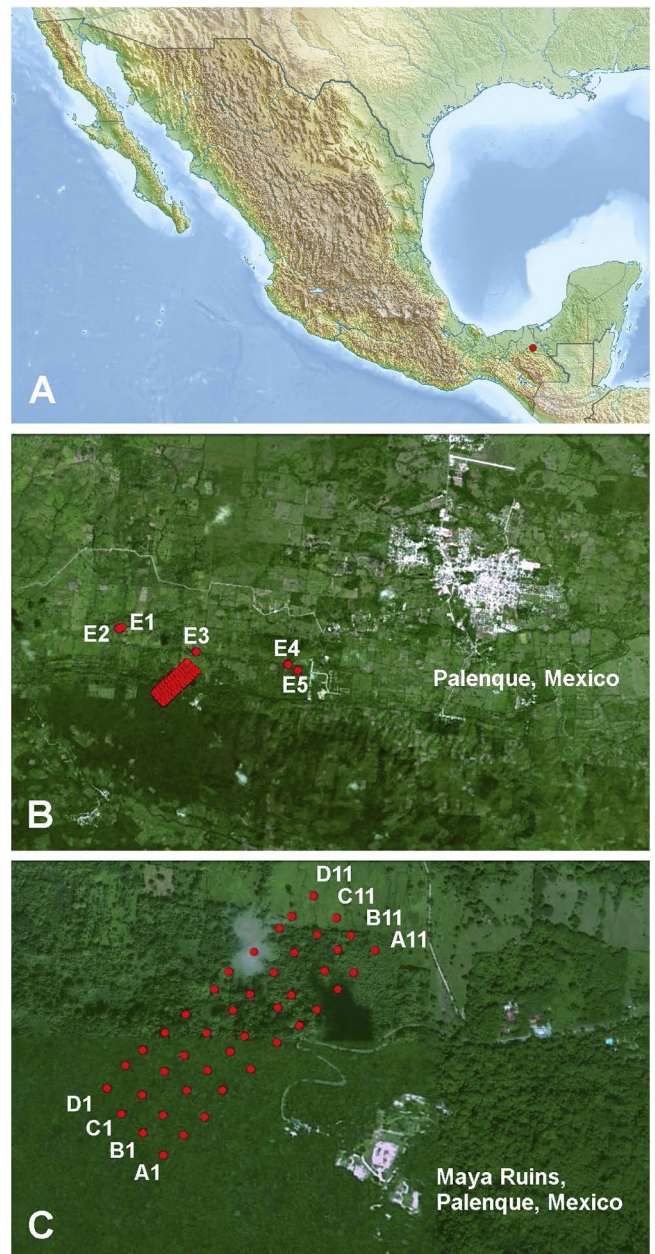 A
E1
E2
E3
E4
E5
Palenque, Mexico
B
D11
C11
B11
A11
D1
C1
B1
A1
Maya Ruins,
Palenque, Mexico
C